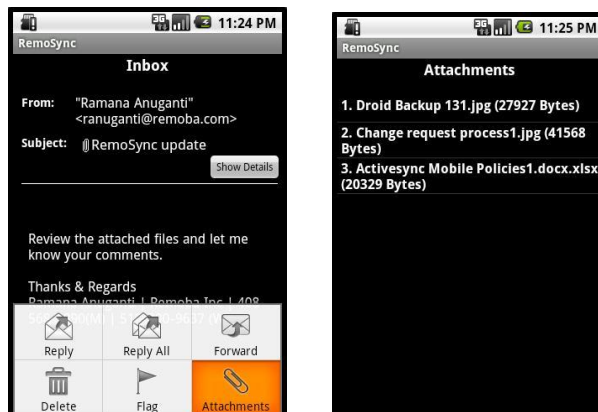 3G
11:24 PM
RemoSync
Inbox
From: "Ramana Anuganti"
<ranuganti@remoba.com>
Subject: RemoSync update
Show Details
Review the attached files and let me
know your comments.
Thanks & Regards
Ramana Anuganti | Remoba Inc | 408
Reply
Reply All
Forward
Delete
Flag
Attachments
3G
11:25 PM
RemoSync
Attachments
1. Droid Backup 131.jpg (27927 Bytes)
2. Change request process1.jpg (41568
Bytes)
3. Activesync Mobile Policies1.docx.xlsx
(20329 Bytes)